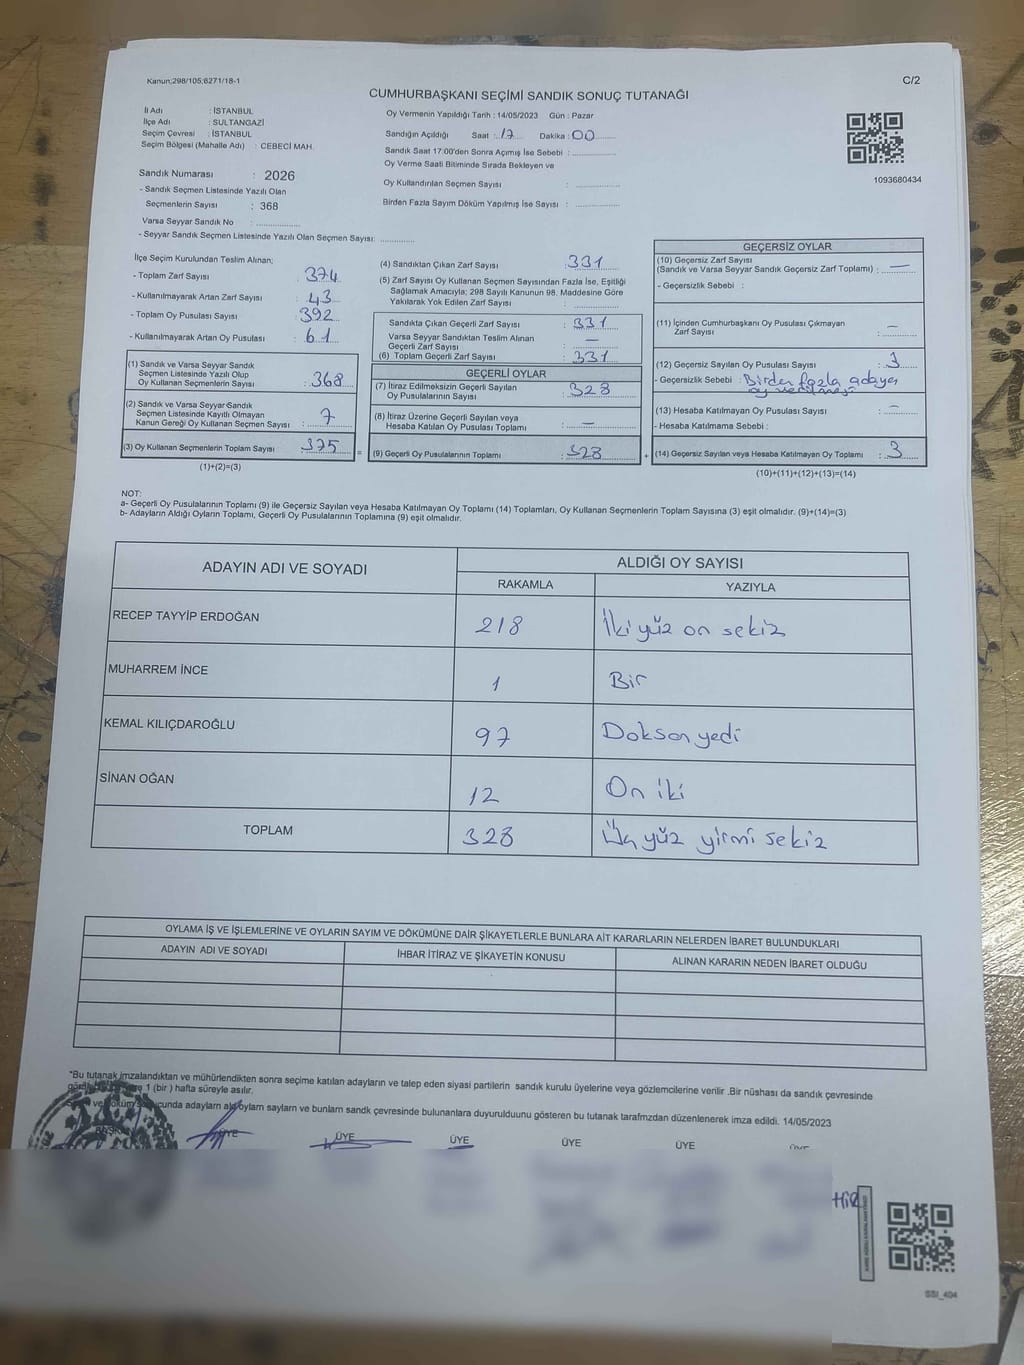 Kanun;298/105;6271/18-1
C/2
CUMHURBAŞKANI SEÇİMİ SANDIK SONUÇ TUTANAĞI
İl Adı : İSTANBUL
İlçe Adı : SULTANGAZİ
Seçim Çevresi : İSTANBUL
Seçim Bölgesi (Mahalle Adı) : CEBECİ MAH.
Sandık Numarası : 2026
- Sandık Seçmen Listesinde Yazılı Olan
Seçmenlerin Sayısı : 368
Varsa Seyyar Sandık No : ..................
- Seyyar Sandık Seçmen Listesinde Yazılı Olan Seçmen Sayısı: .............
Oy Vermenin Yapıldığı Tarih : 14/05/2023 Gün : Pazar
Sandığın Açıldığı Saat : 17 Dakika : 00
Sandık Saat 17:00'den Sonra Açımış İse Sebebi : ..................
Oy Verme Saati Bitiminde Sırada Bekleyen ve
Oy Kullandırılan Seçmen Sayısı : ..................
Birden Fazla Sayım Döküm Yapılmış İse Sayısı : ..................
1093680434
İlçe Seçim Kurulundan Teslim Alınan;
- Toplam Zarf Sayısı : 374
- Kullanılmayarak Artan Zarf Sayısı : 43
- Toplam Oy Pusulası Sayısı : 392
- Kullanılmayarak Artan Oy Pusulası : 61
(1) Sandık ve Varsa Seyyar Sandık
Seçmen Listesinde Yazılı Olup
Oy Kullanan Seçmenlerin Sayısı : 368
(2) Sandık ve Varsa Seyyar Sandık
Seçmen Listesinde Kayıtlı Olmayan
Kanun Gereği Oy Kullanan Seçmen Sayısı : 7
(3) Oy Kullanan Seçmenlerin Toplam Sayısı : 375 =
(1)+(2)=(3)
(4) Sandıktan Çıkan Zarf Sayısı : 331
(5) Zarf Sayısı Oy Kullanan Seçmen Sayısından Fazla İse, Eşitliği
Sağlamak Amacıyla; 298 Sayılı Kanunun 98. Maddesine Göre
Yakılarak Yok Edilen Zarf Sayısı : ..................
Sandıkta Çıkan Geçerli Zarf Sayısı : 331
Varsa Seyyar Sandıktan Teslim Alınan
Geçerli Zarf Sayısı : —
(6) Toplam Geçerli Zarf Sayısı : 331
GEÇERLİ OYLAR
(7) İtiraz Edilmeksizin Geçerli Sayılan
Oy Pusulalarının Sayısı : 328
(8) İtiraz Üzerine Geçerli Sayılan veya
Hesaba Katılan Oy Pusulası Toplamı : —
(9) Geçerli Oy Pusulalarının Toplamı : 328 +
GEÇERSİZ OYLAR
(10) Geçersiz Zarf Sayısı
(Sandık ve Varsa Seyyar Sandık Geçersiz Zarf Toplamı) : —
- Geçersizlik Sebebi :
(11) İçinden Cumhurbaşkanı Oy Pusulası Çıkmayan
Zarf Sayısı : —
(12) Geçersiz Sayılan Oy Pusulası Sayısı : 3
- Geçersizlik Sebebi : Birden fazla adaya
oy verilmesi
(13) Hesaba Katılmayan Oy Pusulası Sayısı : —
- Hesaba Katılmama Sebebi :
(14) Geçersiz Sayılan veya Hesaba Katılmayan Oy Toplamı : 3
(10)+(11)+(12)+(13)=(14)
NOT:
a- Geçerli Oy Pusulalarının Toplamı (9) ile Geçersiz Sayılan veya Hesaba Katılmayan Oy Toplamı (14) Toplamları, Oy Kullanan Seçmenlerin Toplam Sayısına (3) eşit olmalıdır. (9)+(14)=(3)
b- Adayların Aldığı Oyların Toplamı, Geçerli Oy Pusulalarının Toplamına (9) eşit olmalıdır.
ADAYIN ADI VE SOYADI ALDIĞI OY SAYISI
RAKAMLA YAZIYLA
RECEP TAYYİP ERDOĞAN 218 İki yüz on sekiz
MUHARREM İNCE 1 Bir
KEMAL KILIÇDAROĞLU 97 Doksan yedi
SİNAN OĞAN 12 On iki
TOPLAM 328 Üç yüz yirmi sekiz
OYLAMA İŞ VE İŞLEMLERİNE VE OYLARIN SAYIM VE DÖKÜMÜNE DAİR ŞİKAYETLERLE BUNLARA AİT KARARLARIN NELERDEN İBARET BULUNDUKLARI
ADAYIN ADI VE SOYADI İHBAR İTİRAZ VE ŞİKAYETİN KONUSU ALINAN KARARIN NEDEN İBARET OLDUĞU
*Bu tutanak imzalandıktan ve mühürlendikten sonra seçime katılan adayların ve talep eden siyasi partilerin sandık kurulu üyelerine veya gözlemcilerine verilir .Bir nüshası da sandık çevresinde
1 (bir ) hafta süreyle asılır.
adayların aldığı oyların sayların ve bunlarn sandk çevresinde bulunanlara duyurulduunu gösteren bu tutanak tarafmzdan düzenlenerek imza edildi. 14/05/2023
ÜYE ÜYE ÜYE ÜYE ÜYE
SSI_404